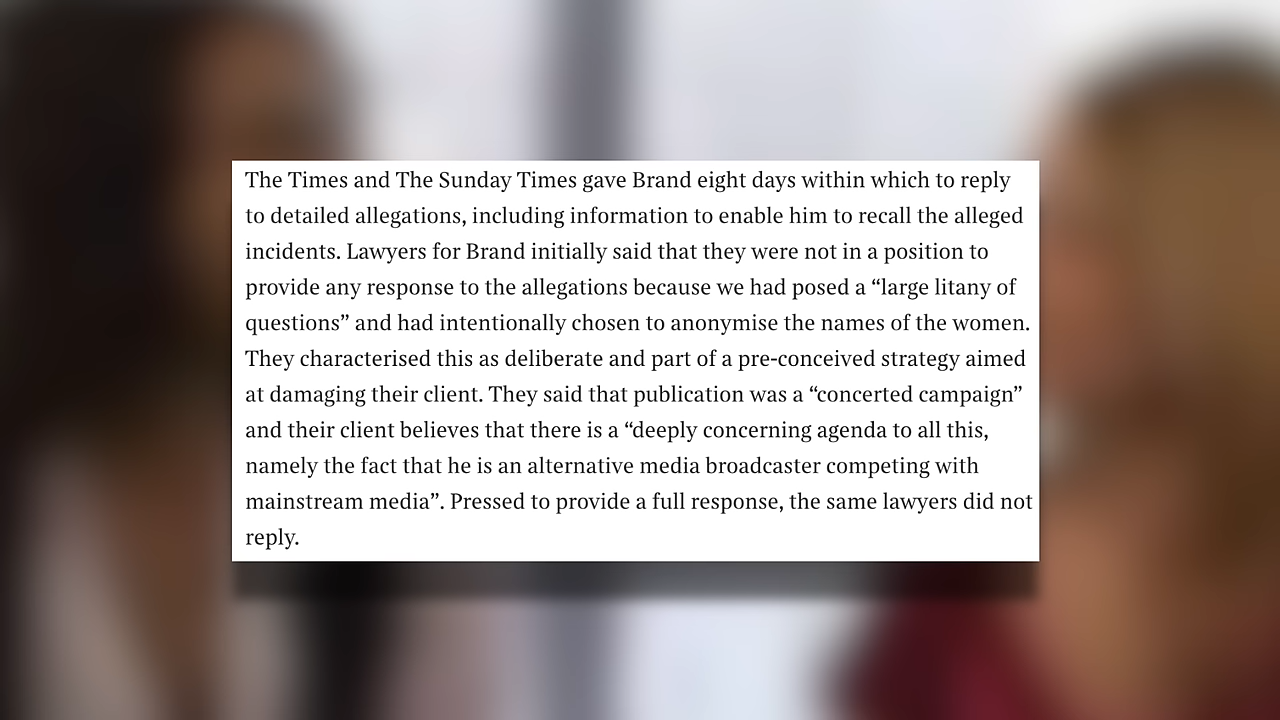 The Times and The Sunday Times gave Brand eight days within which to reply
to detailed allegations, including information to enable him to recall the alleged
incidents. Lawyers for Brand initially said that they were not in a position to
provide any response to the allegations because we had posed a “large litany of
questions” and had intentionally chosen to anonymise the names of the women.
They characterised this as deliberate and part of a pre-conceived strategy aimed
at damaging their client. They said that publication was a “concerted campaign”
and their client believes that there is a “deeply concerning agenda to all this,
namely the fact that he is an alternative media broadcaster competing with
mainstream media”. Pressed to provide a full response, the same lawyers did not
reply.